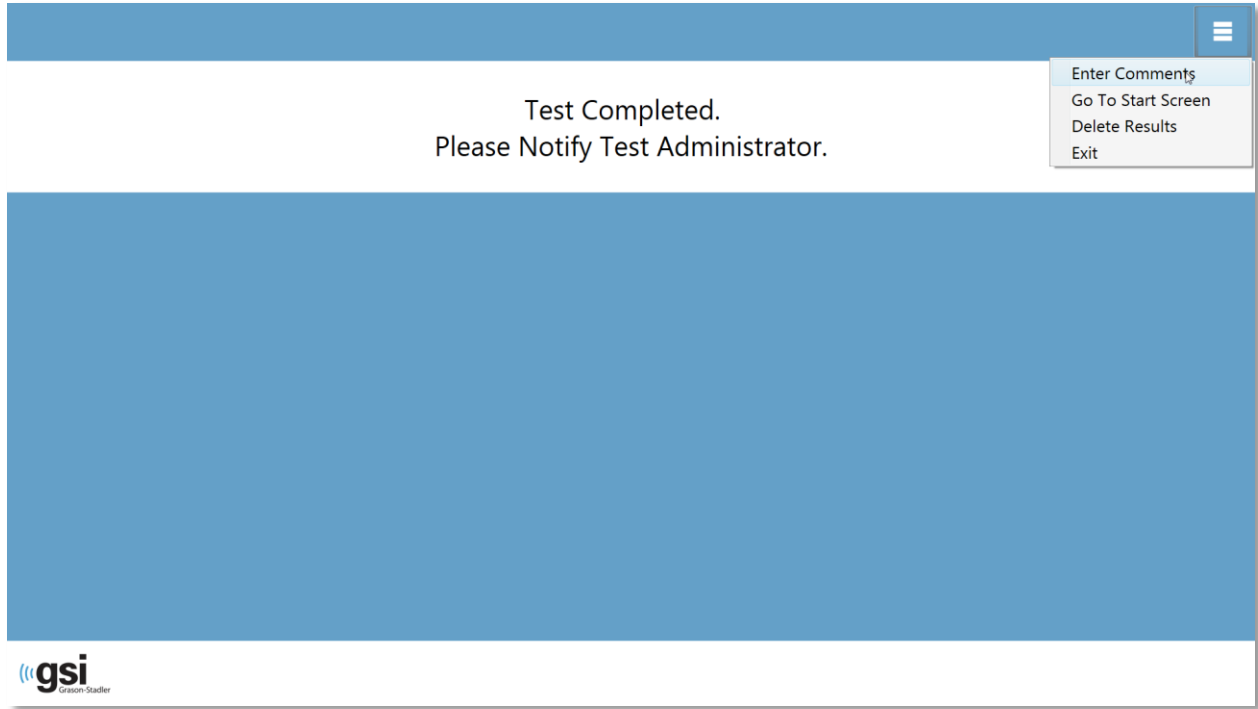 Enter Comments
Go To Start Screen
Delete Results
Exit
Test Completed.
Please Notify Test Administrator.
gsi
Grason-Stadler